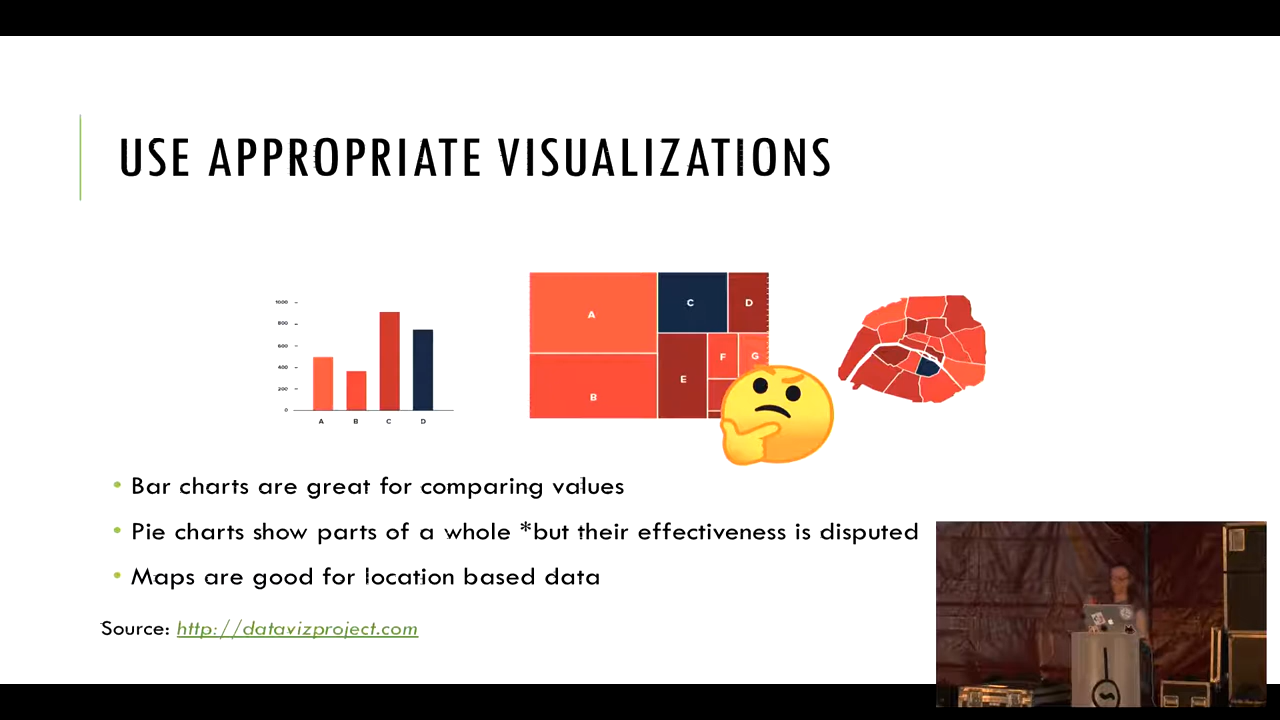 USE APPROPRIATE VISUALIZATIONS
1000
800
600
400
200
0
A B C D
A
B
C
D
E
F
G
• Bar charts are great for comparing values
• Pie charts show parts of a whole *but their effectiveness is disputed
• Maps are good for location based data
Source: http://datavizproject.com